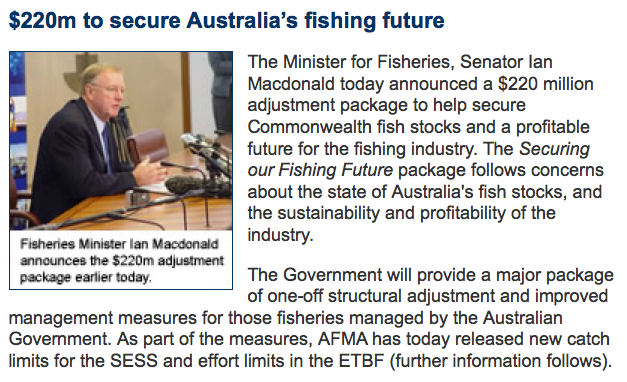 $220m to secure Australia's fishing future
The Minister for Fisheries, Senator Ian
Macdonald today announced a $220 million
adjustment package to help secure
Commonwealth fish stocks and a profitable
future for the fishing industry. The Securing
our Fishing Future package follows concerns
about the state of Australia's fish stocks, and
the sustainability and profitability of the
industry.
Fisheries Minister Ian Macdonald
announces the $220m adjustment
package earlier today.
The Government will provide a major package
of one-off structural adjustment and improved
management measures for those fisheries managed by the Australian
Government. As part of the measures, AFMA has today released new catch
limits for the SESS and effort limits in the ETBF (further information follows).